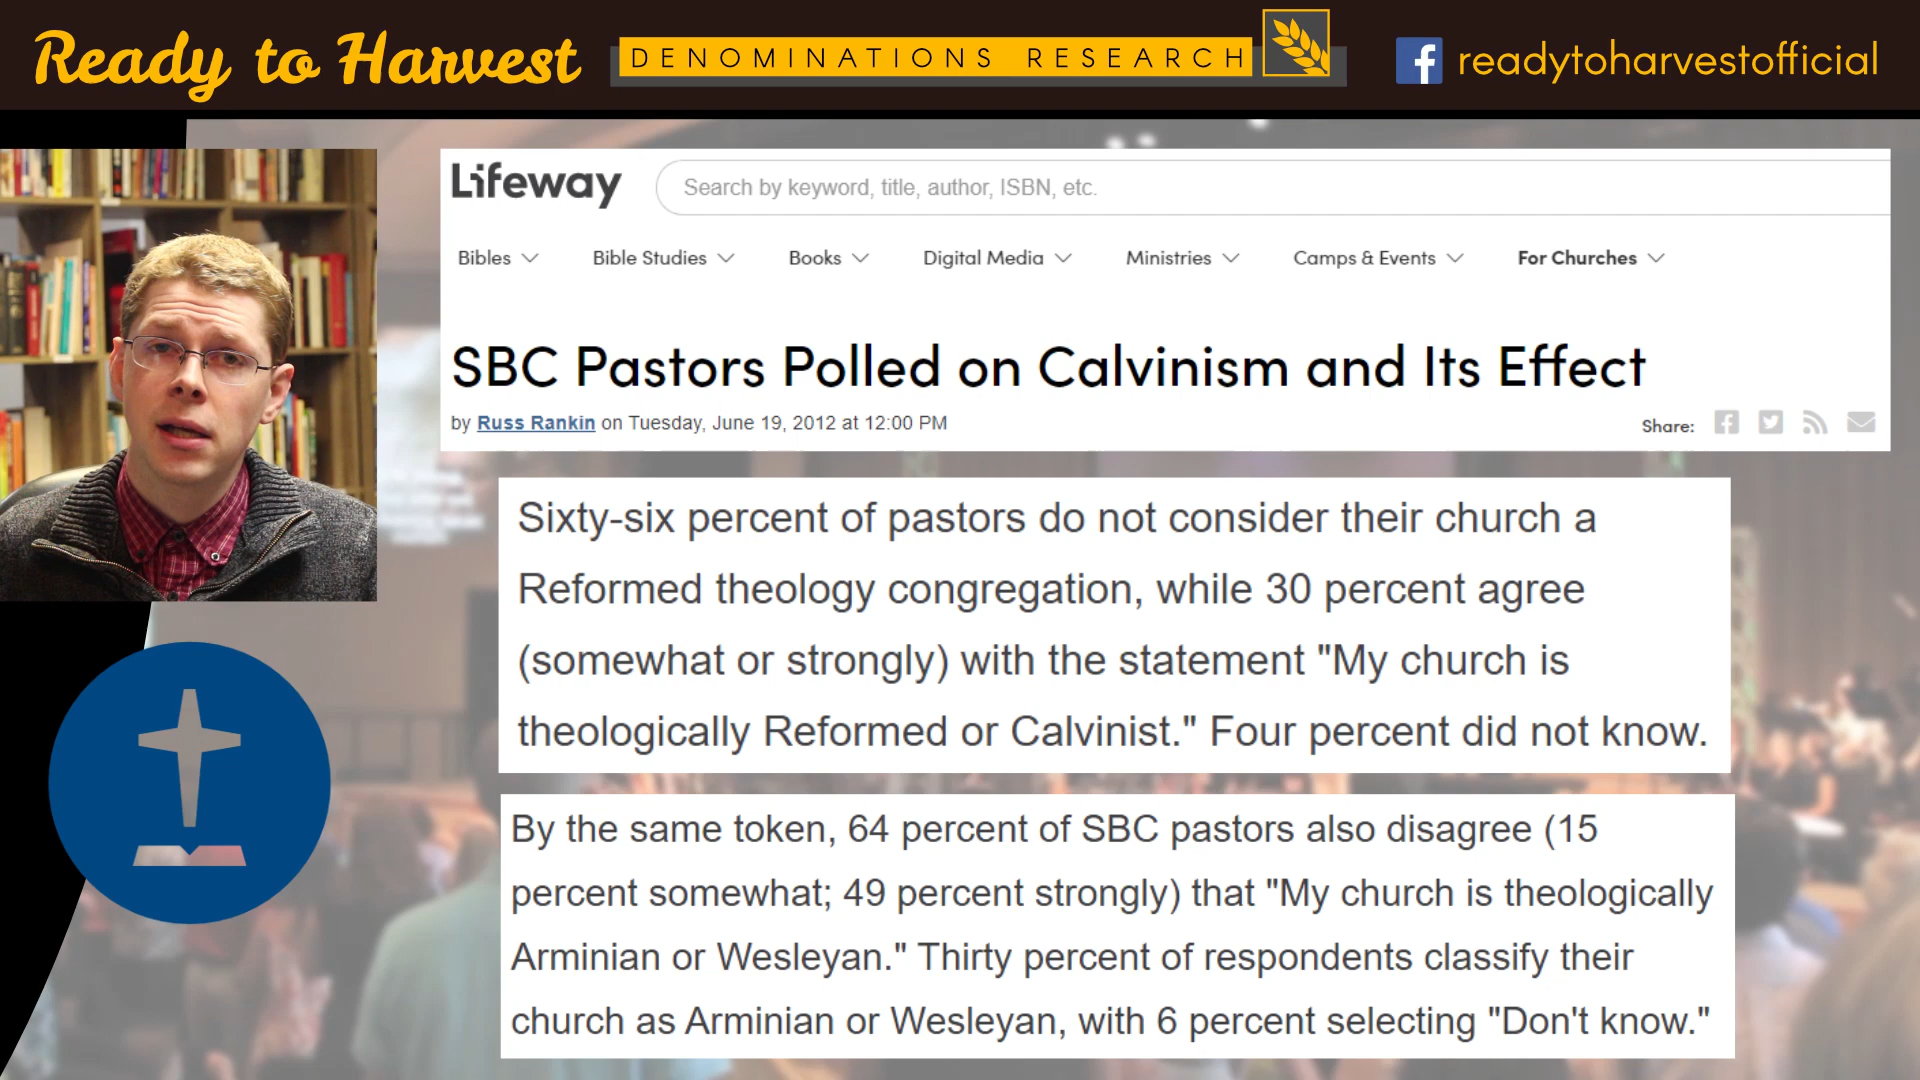 Ready to Harvest
DENOMINATIONS RESEARCH
readytoharvestofficial
Lifeway
Search by keyword, title, author, ISBN, etc.
Bibles Bible Studies Books Digital Media Ministries Camps & Events For Churches
SBC Pastors Polled on Calvinism and Its Effect
by Russ Rankin on Tuesday, June 19, 2012 at 12:00 PM
Share:
Sixty-six percent of pastors do not consider their church a
Reformed theology congregation, while 30 percent agree
(somewhat or strongly) with the statement "My church is
theologically Reformed or Calvinist." Four percent did not know.
By the same token, 64 percent of SBC pastors also disagree (15
percent somewhat; 49 percent strongly) that "My church is theologically
Arminian or Wesleyan." Thirty percent of respondents classify their
church as Arminian or Wesleyan, with 6 percent selecting "Don't know."